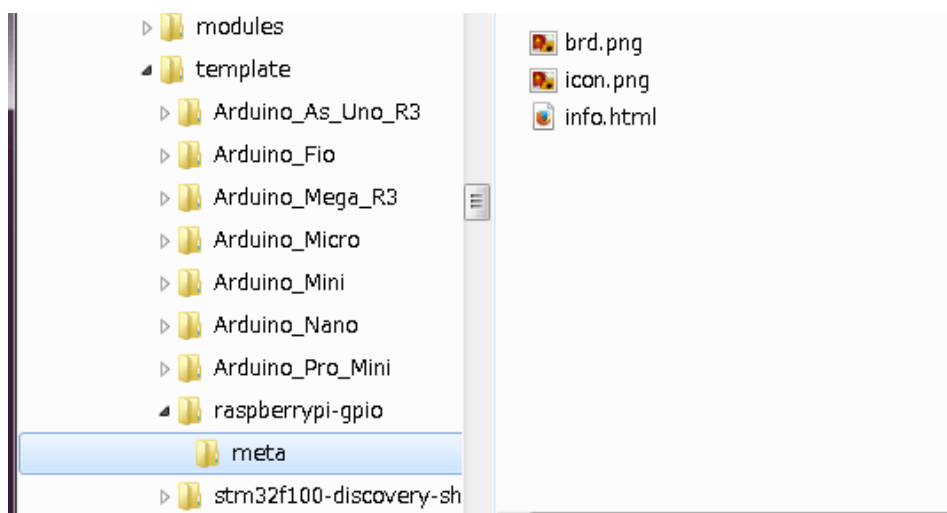 modules
template
Arduino_As_Uno_R3
Arduino_Fio
Arduino_Mega_R3
Arduino_Micro
Arduino_Mini
Arduino_Nano
Arduino_Pro_Mini
raspberrypi-gpio
meta
stm32f100-discovery-sh
brd.png
icon.png
info.html